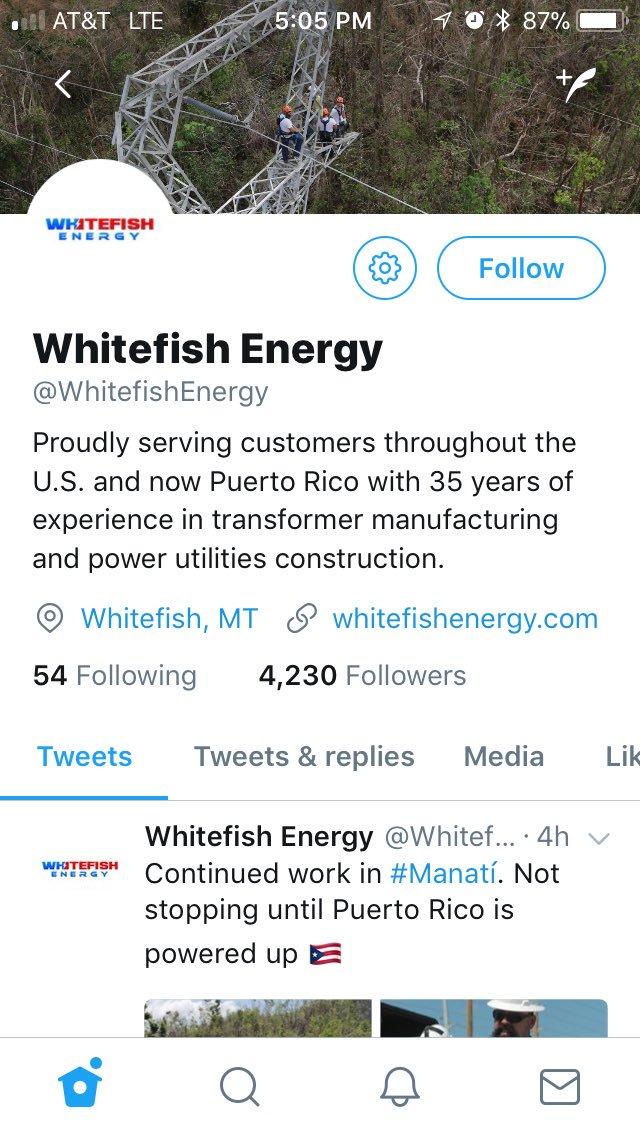 AT&T LTE 5:05 PM 87%
WHITEFISH
ENERGY
Follow
Whitefish Energy
@WhitefishEnergy
Proudly serving customers throughout the
U.S. and now Puerto Rico with 35 years of
experience in transformer manufacturing
and power utilities construction.
Whitefish, MT whitefishenergy.com
54 Following 4,230 Followers
Tweets Tweets & replies Media Lik
Whitefish Energy @Whitef... · 4h
WHITEFISH
ENERGY
Continued work in #Manatí. Not
stopping until Puerto Rico is
powered up 🇵🇷